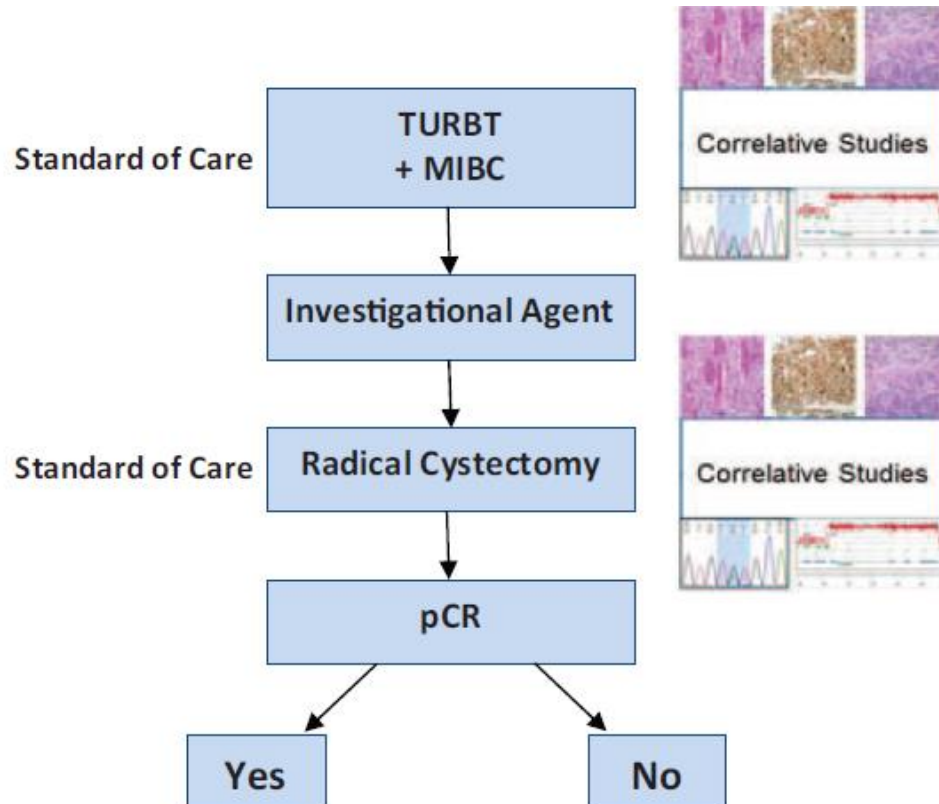 Standard of Care
TURBT
+ MIBC
Correlative Studies
Investigational Agent
Standard of Care
Radical Cystectomy
Correlative Studies
pCR
Yes
No